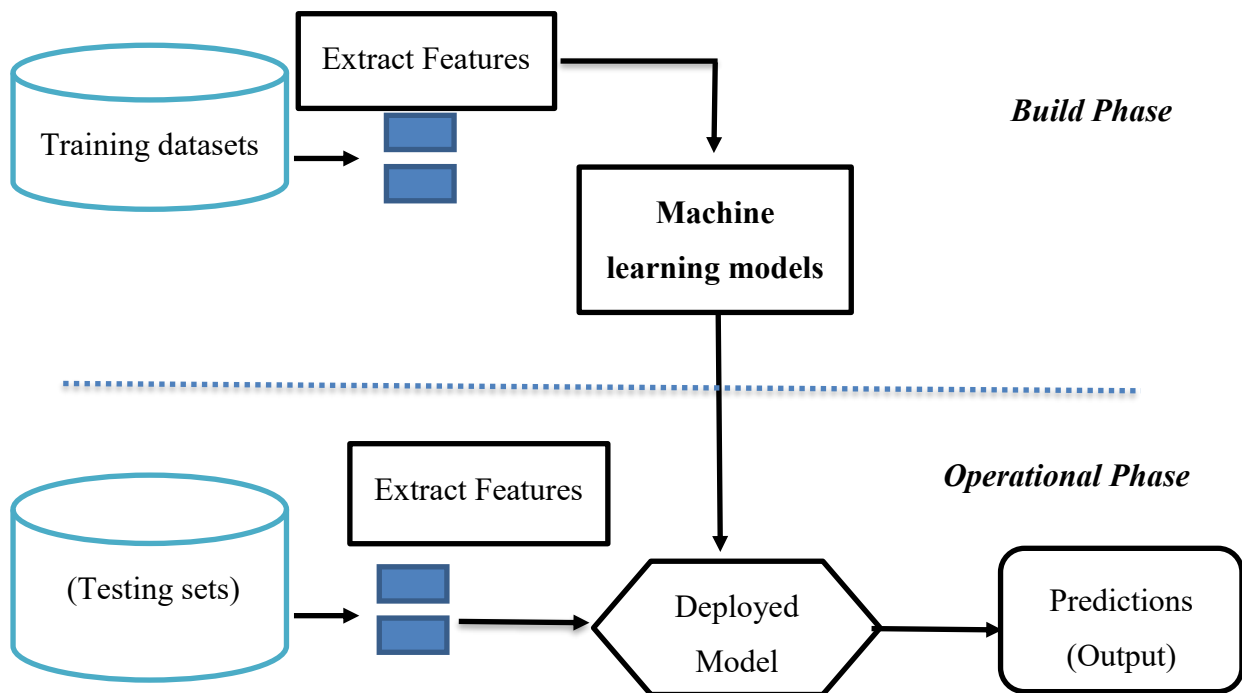 Extract Features
Build Phase
Training datasets
Machine
learning models
Operational Phase
Extract Features
(Testing sets)
Deployed
Model
Predictions
(Output)